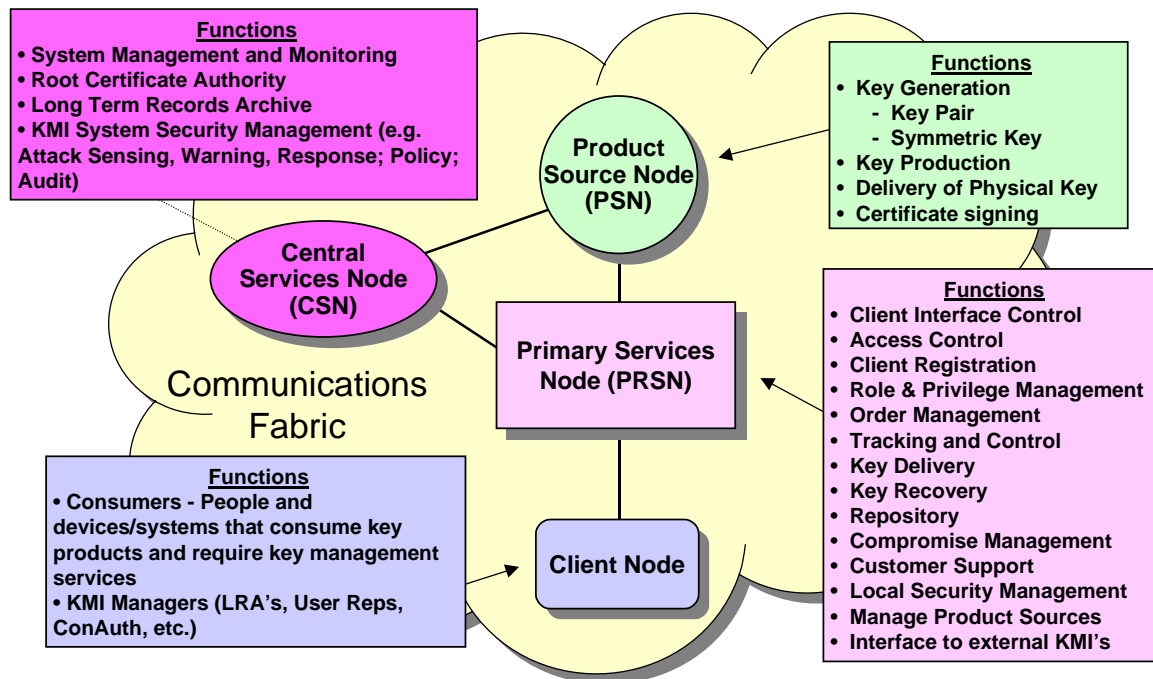 Functions
• System Management and Monitoring
• Root Certificate Authority
• Long Term Records Archive
• KMI System Security Management (e.g.
Attack Sensing, Warning, Response; Policy;
Audit)
Product
Source Node
(PSN)
Functions
• Key Generation
- Key Pair
- Symmetric Key
• Key Production
• Delivery of Physical Key
• Certificate signing
Central
Services Node
(CSN)
Primary Services
Node (PRSN)
Functions
• Client Interface Control
• Access Control
• Client Registration
• Role & Privilege Management
• Order Management
• Tracking and Control
• Key Delivery
• Key Recovery
• Repository
• Compromise Management
• Customer Support
• Local Security Management
• Manage Product Sources
• Interface to external KMI's
Communications
Fabric
Functions
• Consumers - People and
devices/systems that consume key
products and require key management
services
• KMI Managers (LRA's, User Reps,
ConAuth, etc.)
Client Node